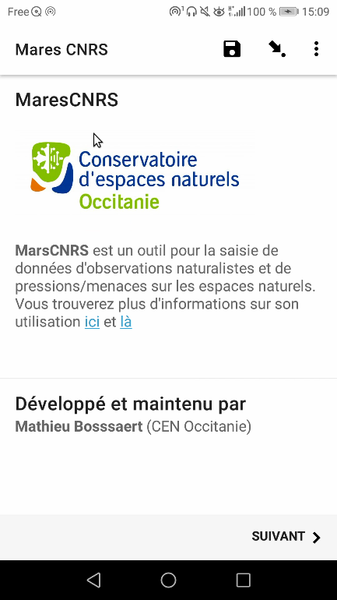 Free 100 % 15:09
Mares CNRS
MaresCNRS
Conservatoire
d'espaces naturels
Occitanie
MarsCNRS est un outil pour la saisie de
données d'observations naturalistes et de
pressions/menaces sur les espaces naturels.
Vous trouverez plus d'informations sur son
utilisation ici et là
Développé et maintenu par
Mathieu Bosssaert (CEN Occitanie)
SUIVANT